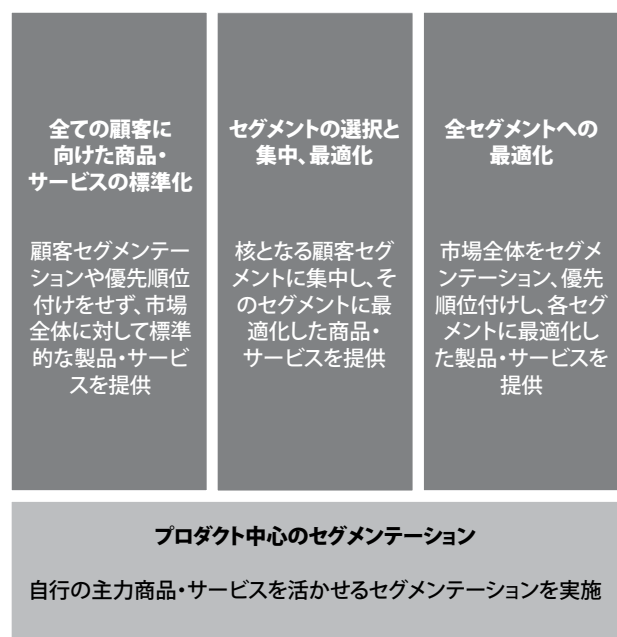 全ての顧客に
向けた商品・
サービスの標準化
顧客セグメンテー
ションや優先順位
付けをせず、市場
全体に対して標準
的な製品・サービ
スを提供
セグメントの選択と
集中、最適化
核となる顧客セグ
メントに集中し、そ
のセグメントに最
適化した商品・
サービスを提供
全セグメントへの
最適化
市場全体をセグメ
ンテーション、優先
順位付けし、各セグ
メントに最適化し
た製品・サービスを
提供
プロダクト中心のセグメンテーション
自行の主力商品・サービスを活かせるセグメンテーションを実施